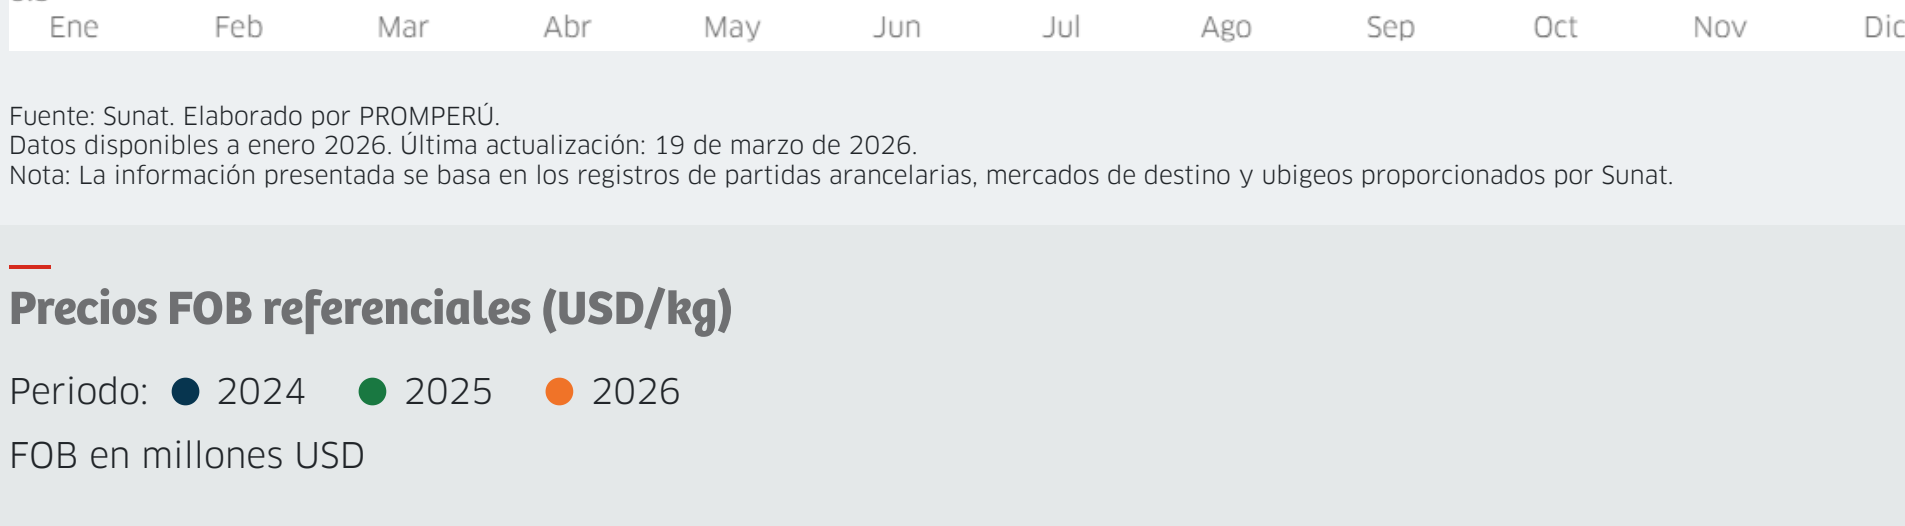 Ene Feb Mar Abr May Jun Jul Ago Sep Oct Nov Dic
Fuente: Sunat. Elaborado por PROMPERÚ.
Datos disponibles a enero 2026. Última actualización: 19 de marzo de 2026.
Nota: La información presentada se basa en los registros de partidas arancelarias, mercados de destino y ubigeos proporcionados por Sunat.
Precios FOB referenciales (USD/kg)
Periodo: 2024 2025 2026
FOB en millones USD